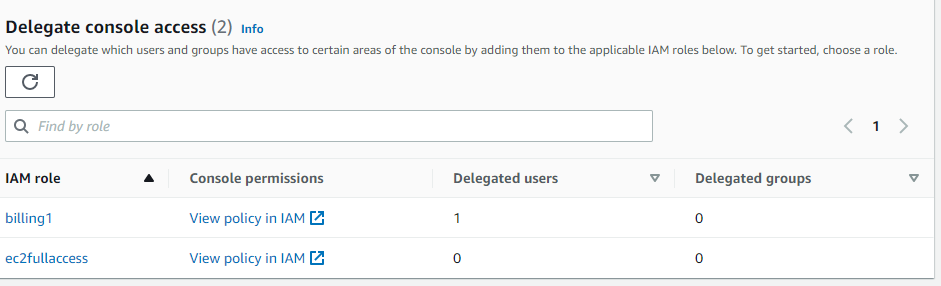 Delegate console access (2) Info
You can delegate which users and groups have access to certain areas of the console by adding them to the applicable IAM roles below. To get started, choose a role.
Find by role
1
IAM role Console permissions Delegated users Delegated groups
billing1 View policy in IAM 1 0
ec2fullaccess View policy in IAM 0 0